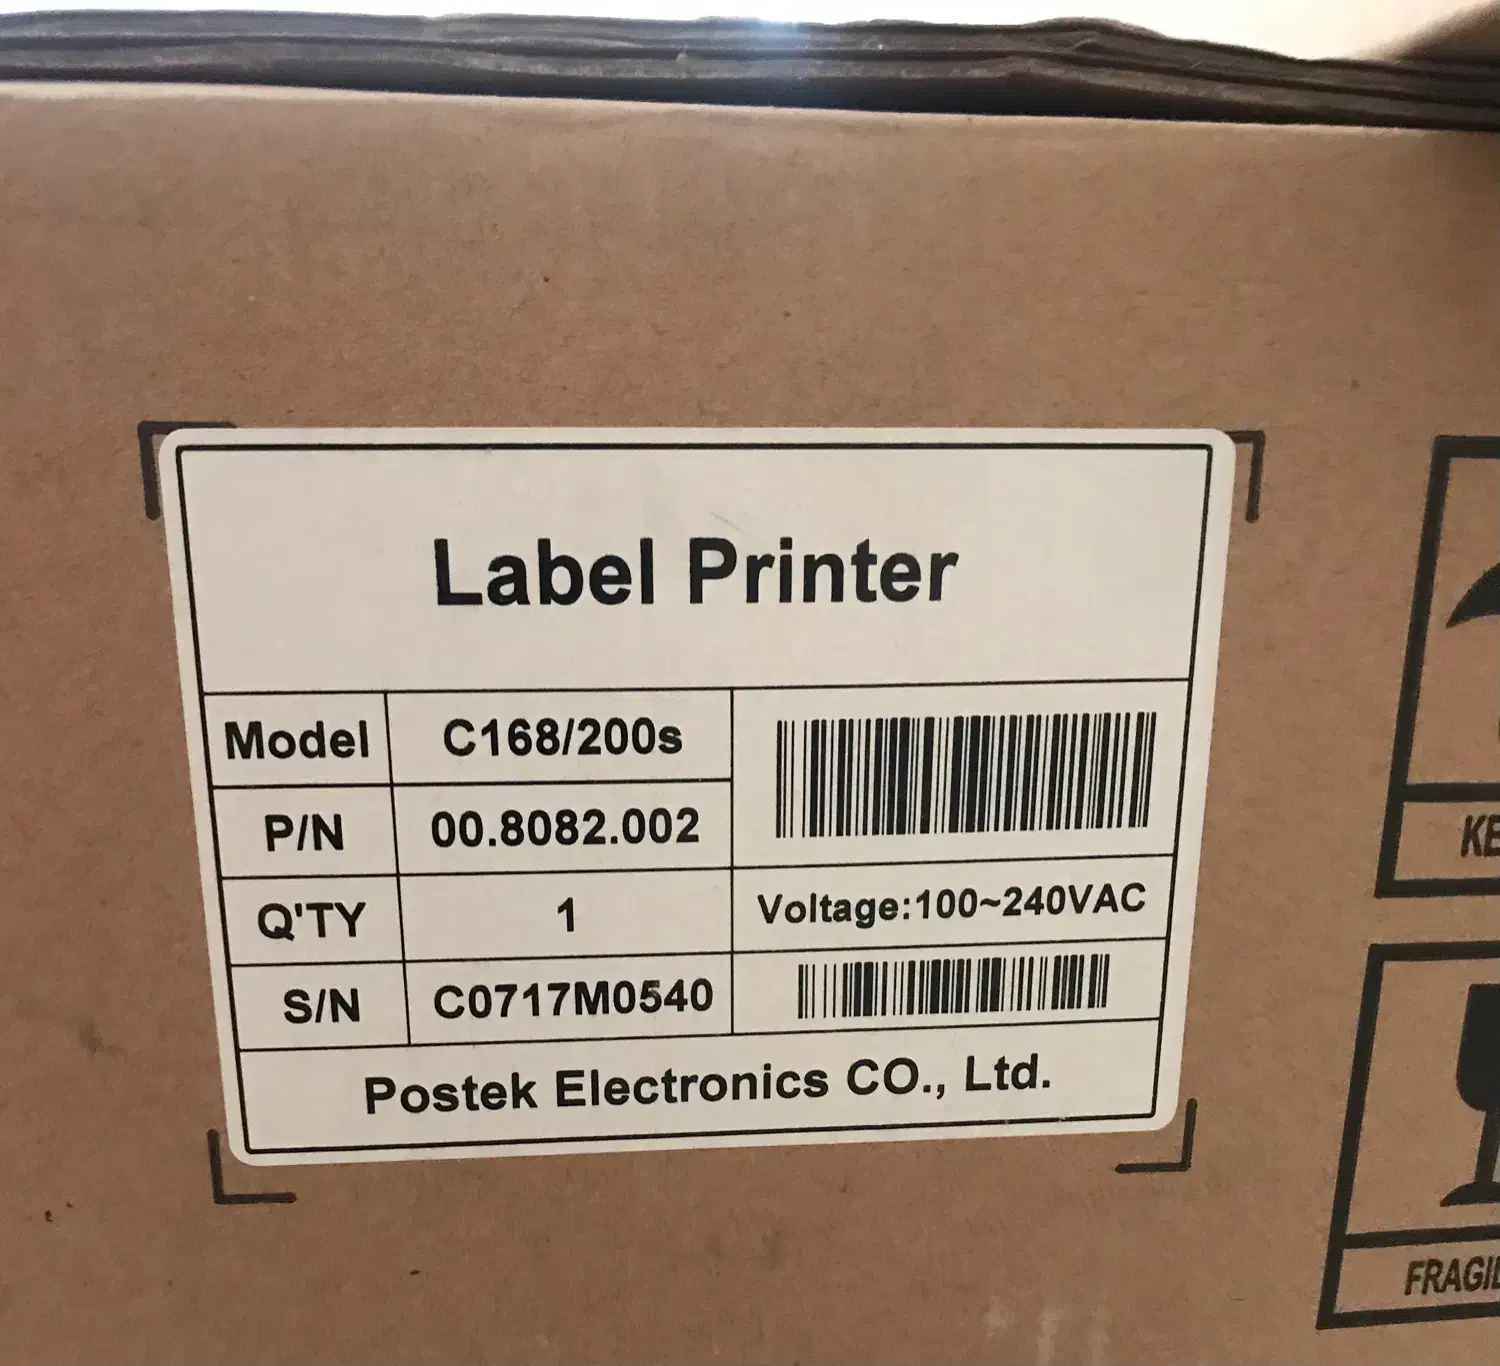 Label Printer
Model C168/200s
P/N 00.8082.002
Q'TY 1 Voltage:100~240VAC
S/N C0717M0540
Postek Electronics CO., Ltd.